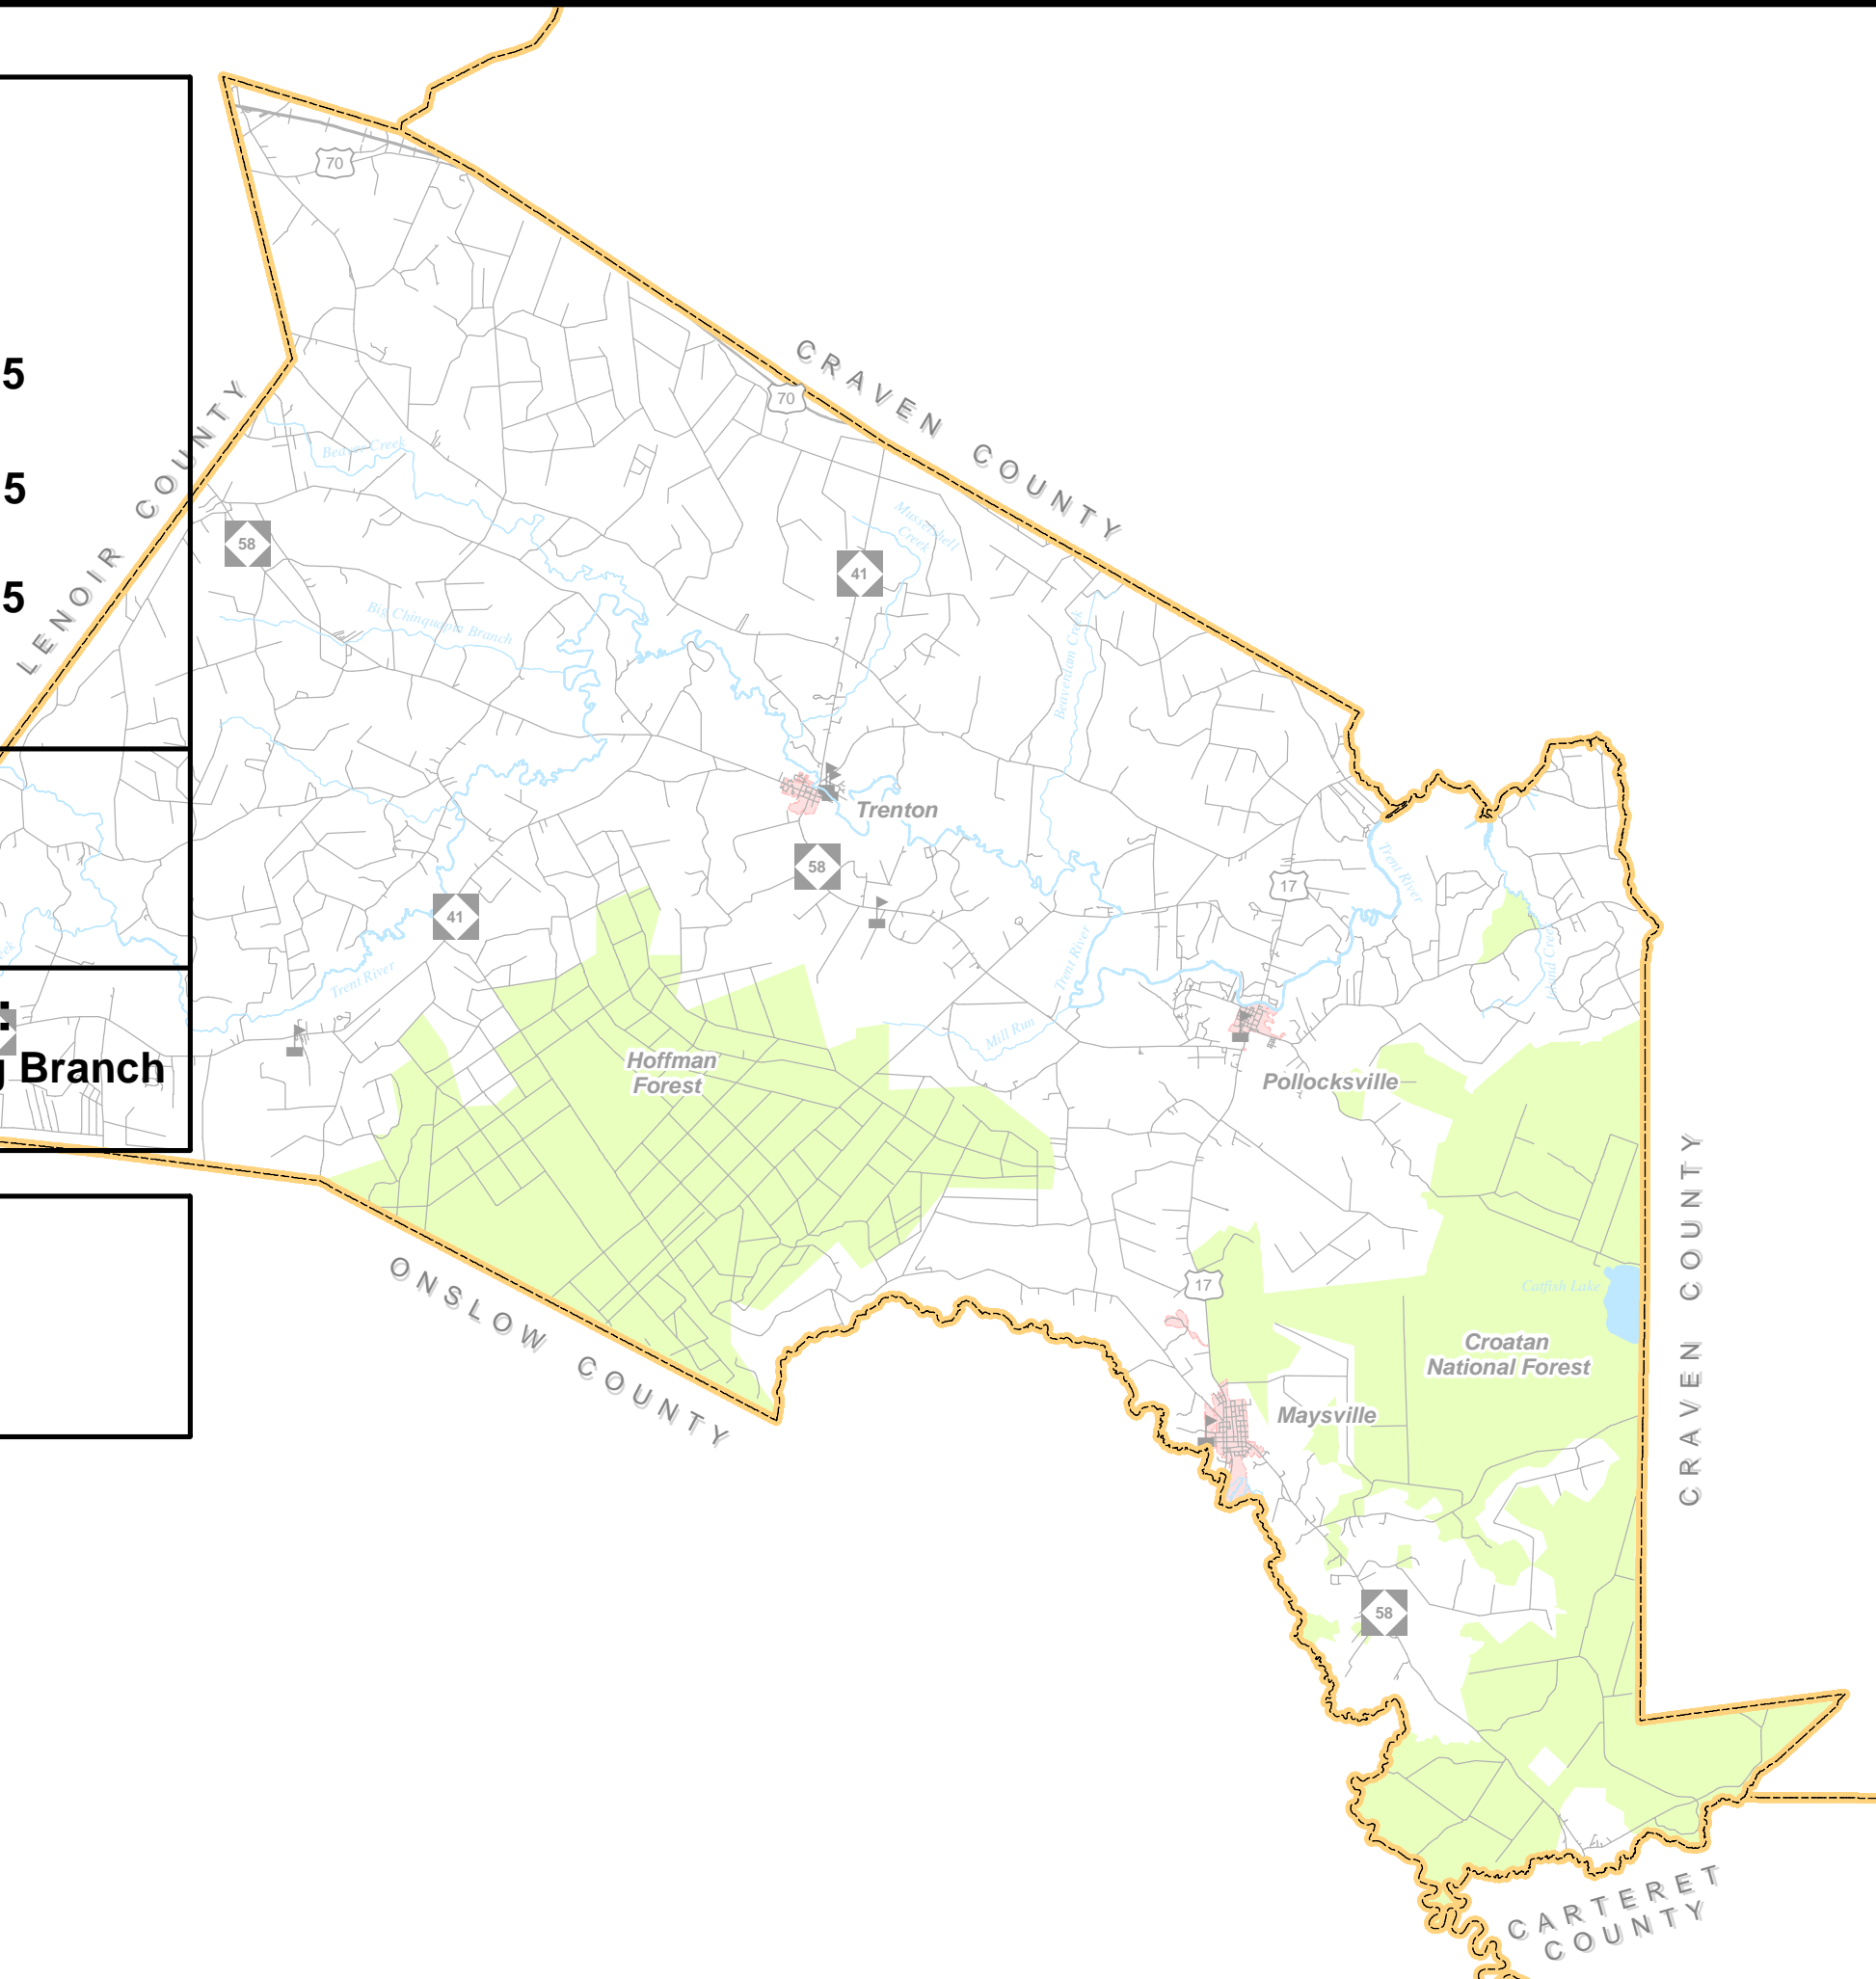 70
CRAVEN COUNTY
5
70
LENOIR COUNTY
Beaver Creek
5
Musselshell
Creek
58
41
5
Big Chinquapin Branch
Beaverdam Creek
Trenton
58
17
Trent River
41
Trent River
Trent River
Island Creek
Mill Run
:
Branch
Hoffman
Forest
Pollocksville
CRAVEN COUNTY
ONSLOW COUNTY
17
Catfish Lake
Croatan
National Forest
Maysville
58
CARTERET
COUNTY